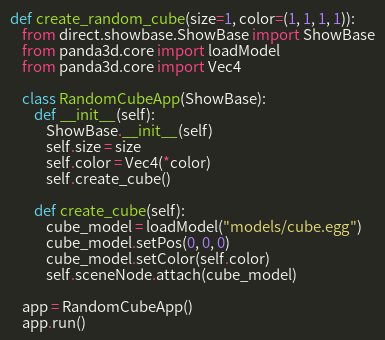 def create_random_cube(size=1, color=(1, 1, 1, 1)):
from direct.showbase.ShowBase import ShowBase
from panda3d.core import loadModel
from panda3d.core import Vec4
class RandomCubeApp(ShowBase):
def __init__(self):
ShowBase.__init__(self)
self.size = size
self.color = Vec4(*color)
self.create_cube()
def create_cube(self):
cube_model = loadModel("models/cube.egg")
cube_model.setPos(0, 0, 0)
cube_model.setColor(self.color)
self.sceneNode.attach(cube_model)
app = RandomCubeApp()
app.run()